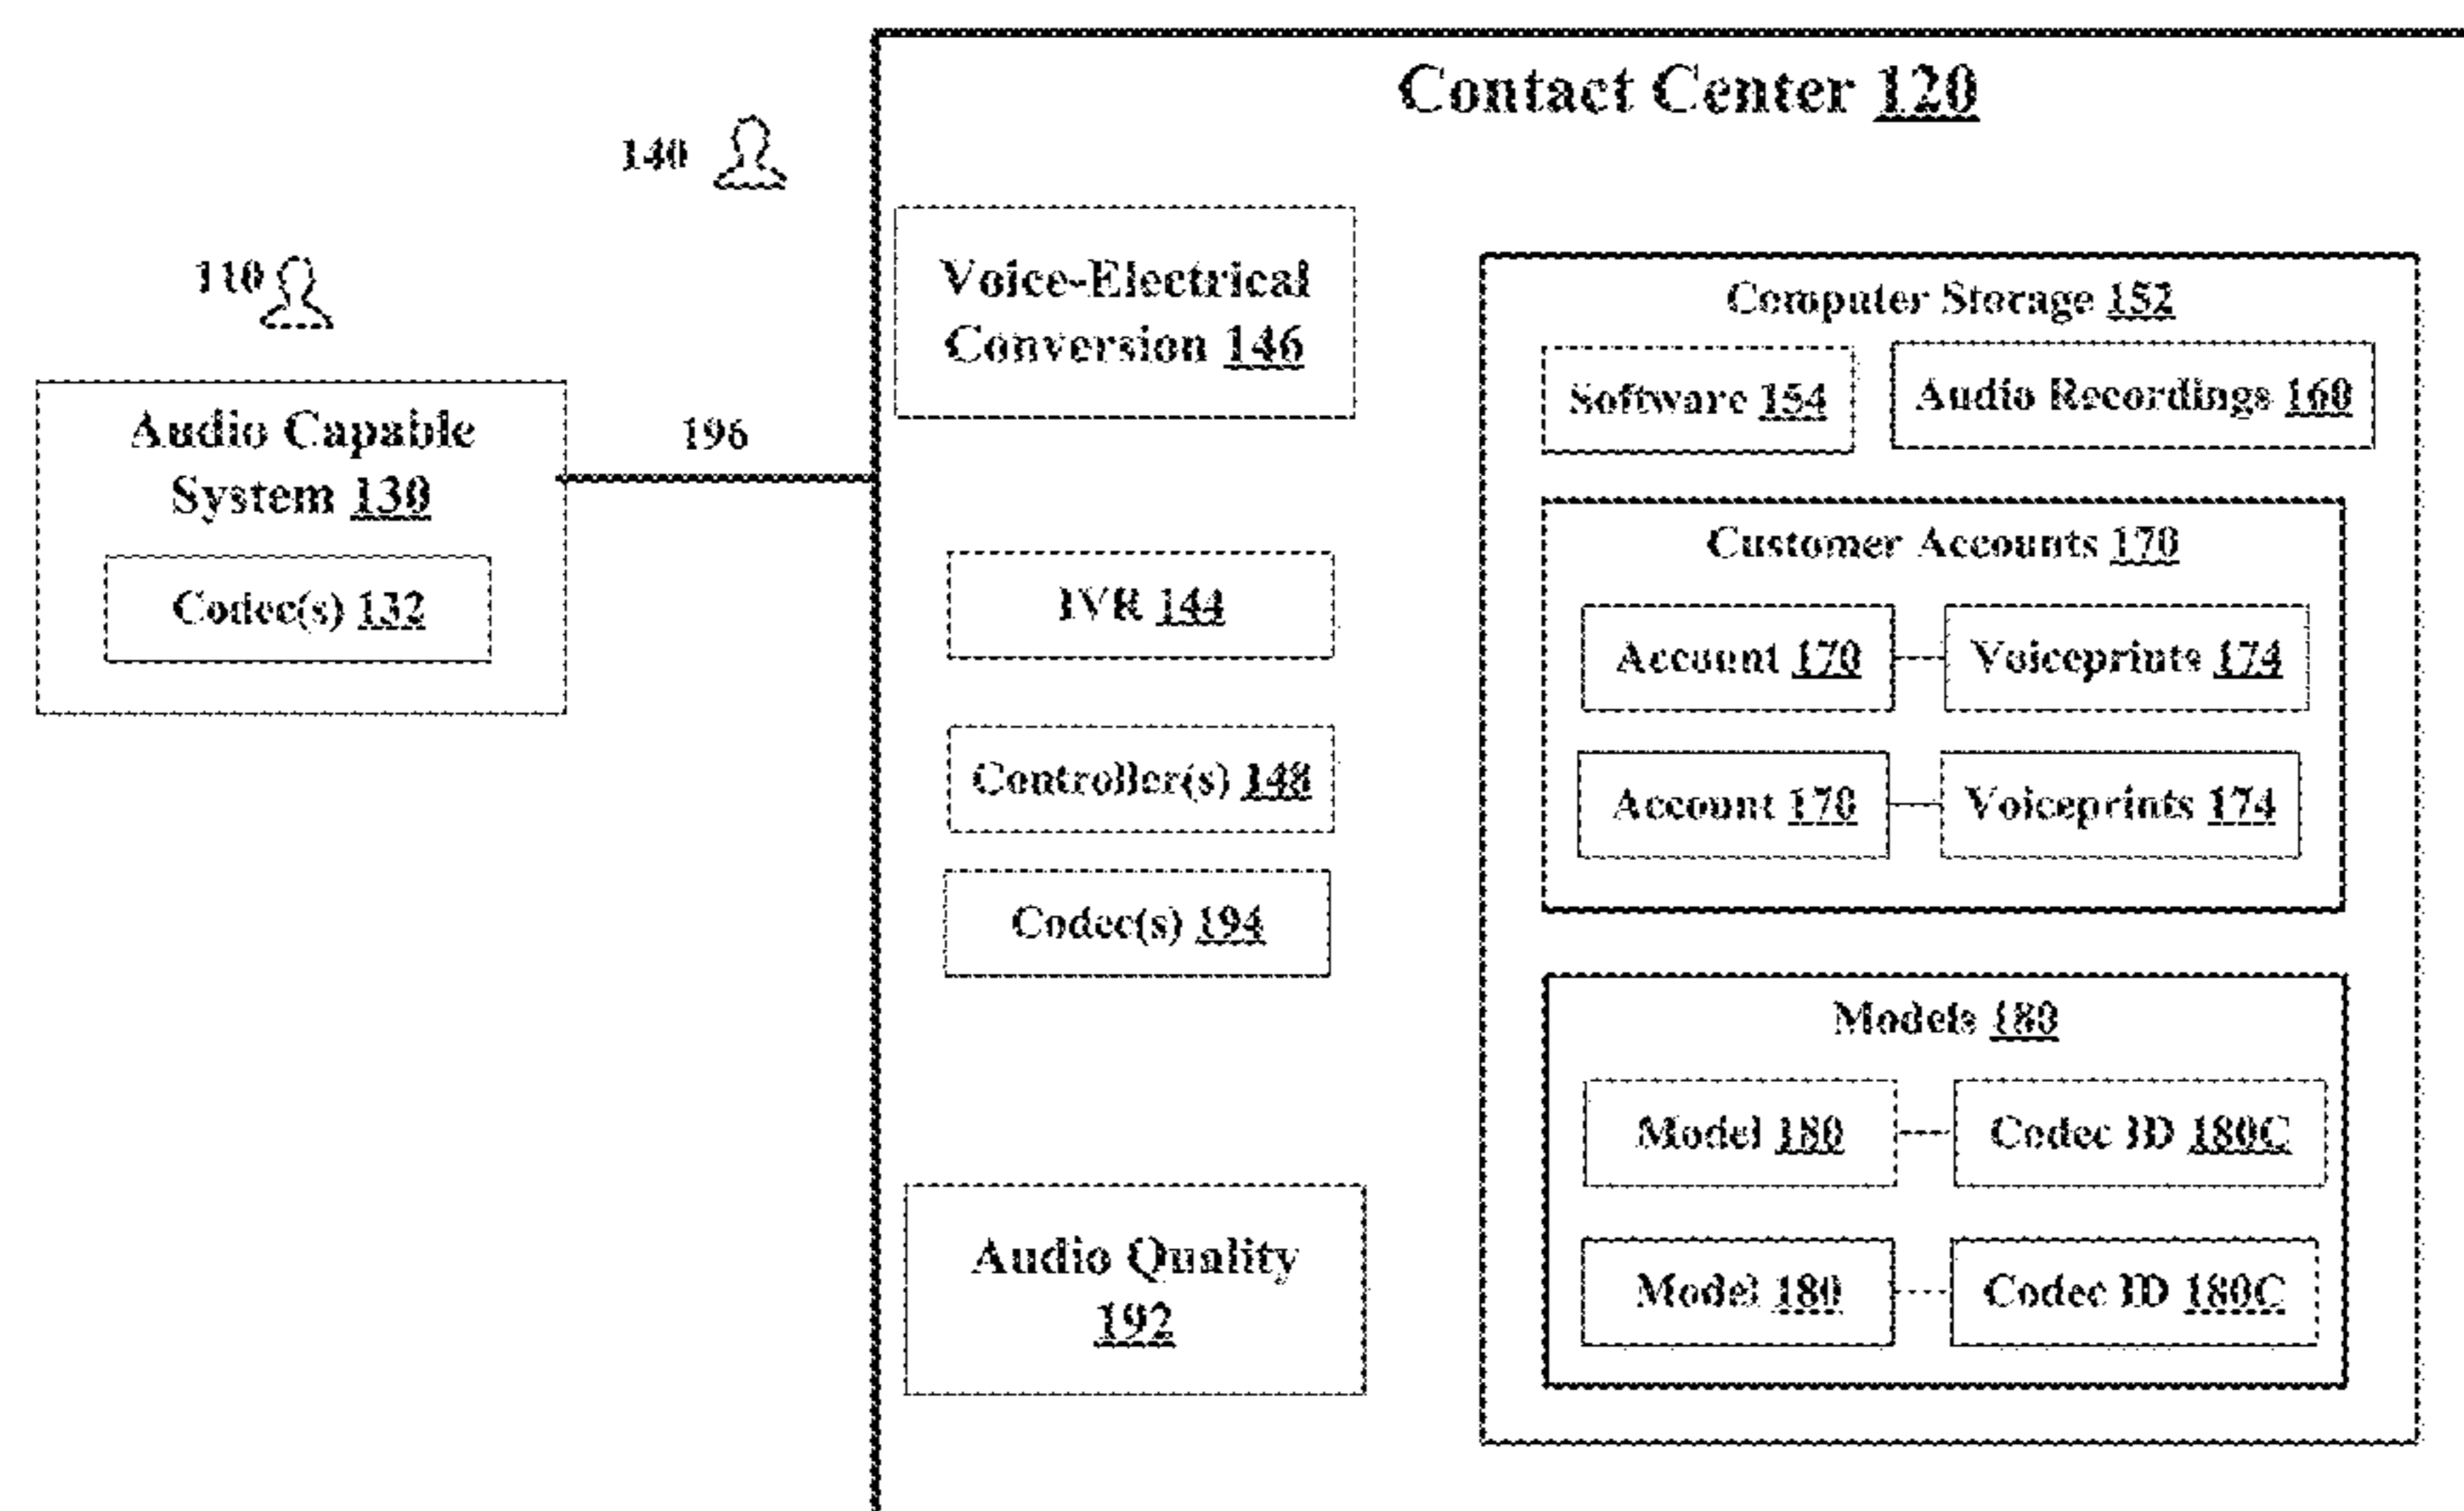 Contact Center 120
140
110
Audio Capable
System 130
Codec(s) 132
196
Voice-Electrical
Conversion 146
IVR 144
Controller(s) 148
Codec(s) 194
Audio Quality
192
Computer Storage 152
Software 154
Audio Recordings 160
Customer Accounts 170
Account 170
Voiceprints 174
Account 170
Voiceprints 174
Models 180
Model 180
Codec ID 180C
Model 180
Codec ID 180C